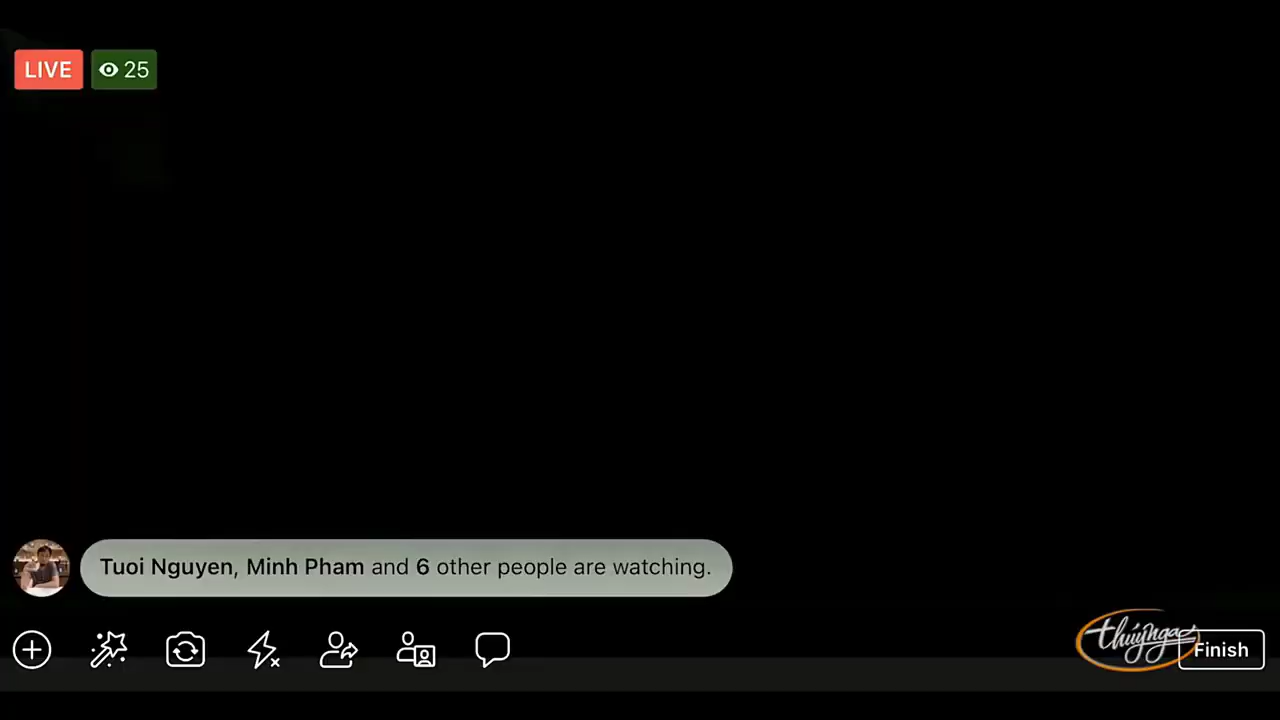 LIVE 25
Tuoi Nguyen, Minh Pham and 6 other people are watching.
thúynga
Finish